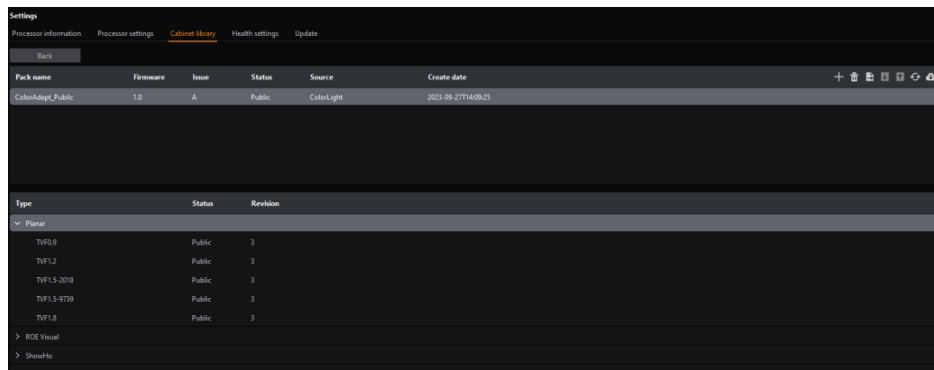 Settings
Processor information Processor settings Cabinet library Health settings Update
Back
Pack name Firmware Issue Status Source Create date
ColorAdept_Public 1.0 A Public ColorLight 2023-09-27T14:09:25
Type Status Revision
Planar
TVF0.9 Public 3
TVF1.2 Public 3
TVF1.5-2018 Public 3
TVF1.5-9739 Public 3
TVF1.8 Public 3
ROE Visual
ShowHo